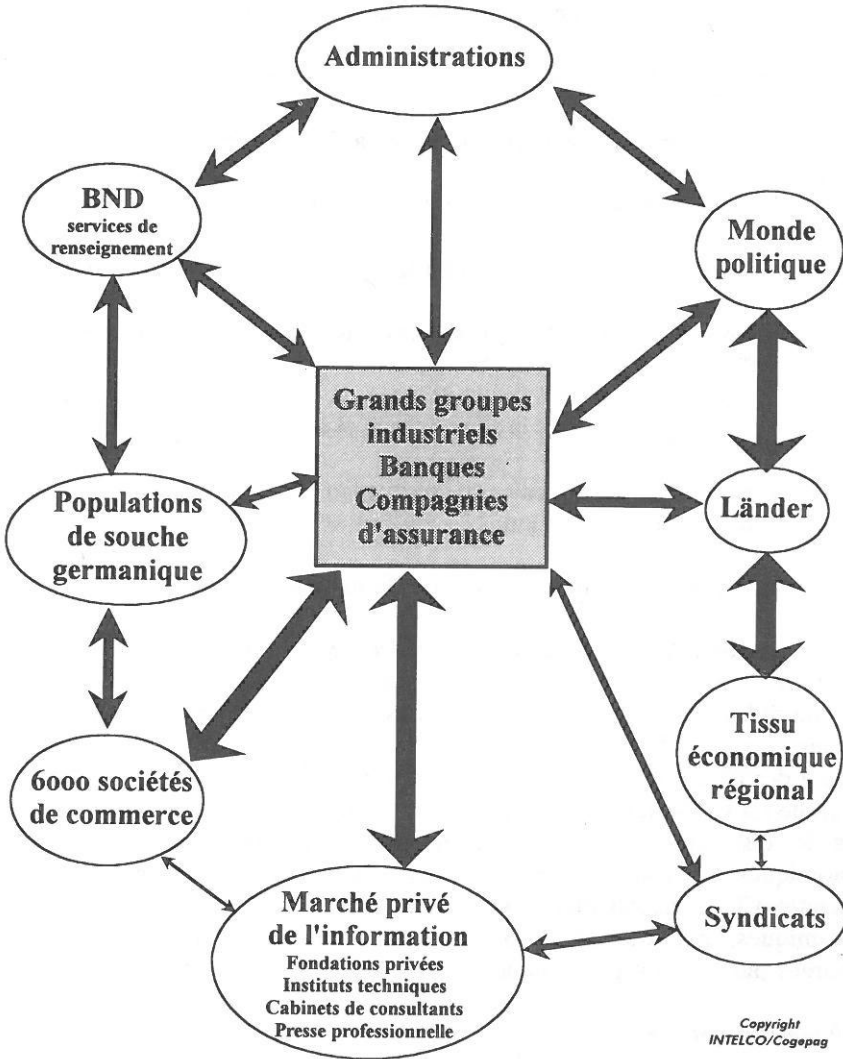 Administrations
BND
services de
renseignement
Monde
politique
Grands groupes
industriels
Banques
Compagnies
d'assurance
Populations
de souche
germanique
Länder
6000 sociétés
de commerce
Tissu
économique
régional
Marché privé
de l'information
Fondations privées
Instituts techniques
Cabinets de consultants
Presse professionnelle
Syndicats
Copyright
INTELCO/Cogepag